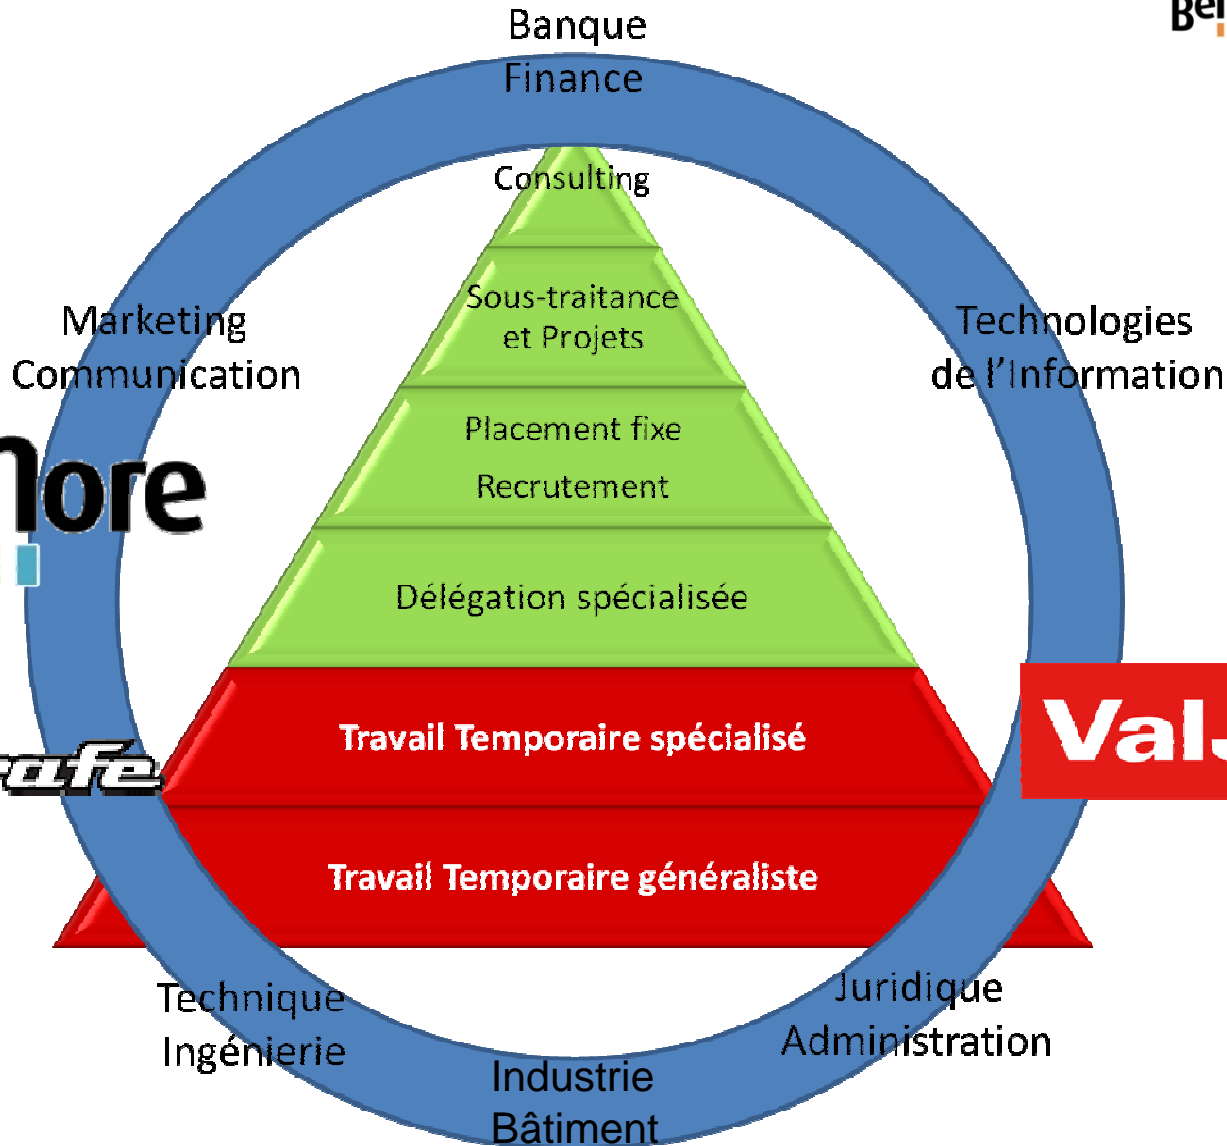 Banque
Finance
Consulting
Sous-traitance
et Projets
Marketing
Communication
Technologies
de l’Information
Placement fixe
Recrutement
Délégation spécialisée
Travail Temporaire spécialisé
Travail Temporaire généraliste
Technique
Ingénierie
Juridique
Administration
Industrie
Bâtiment